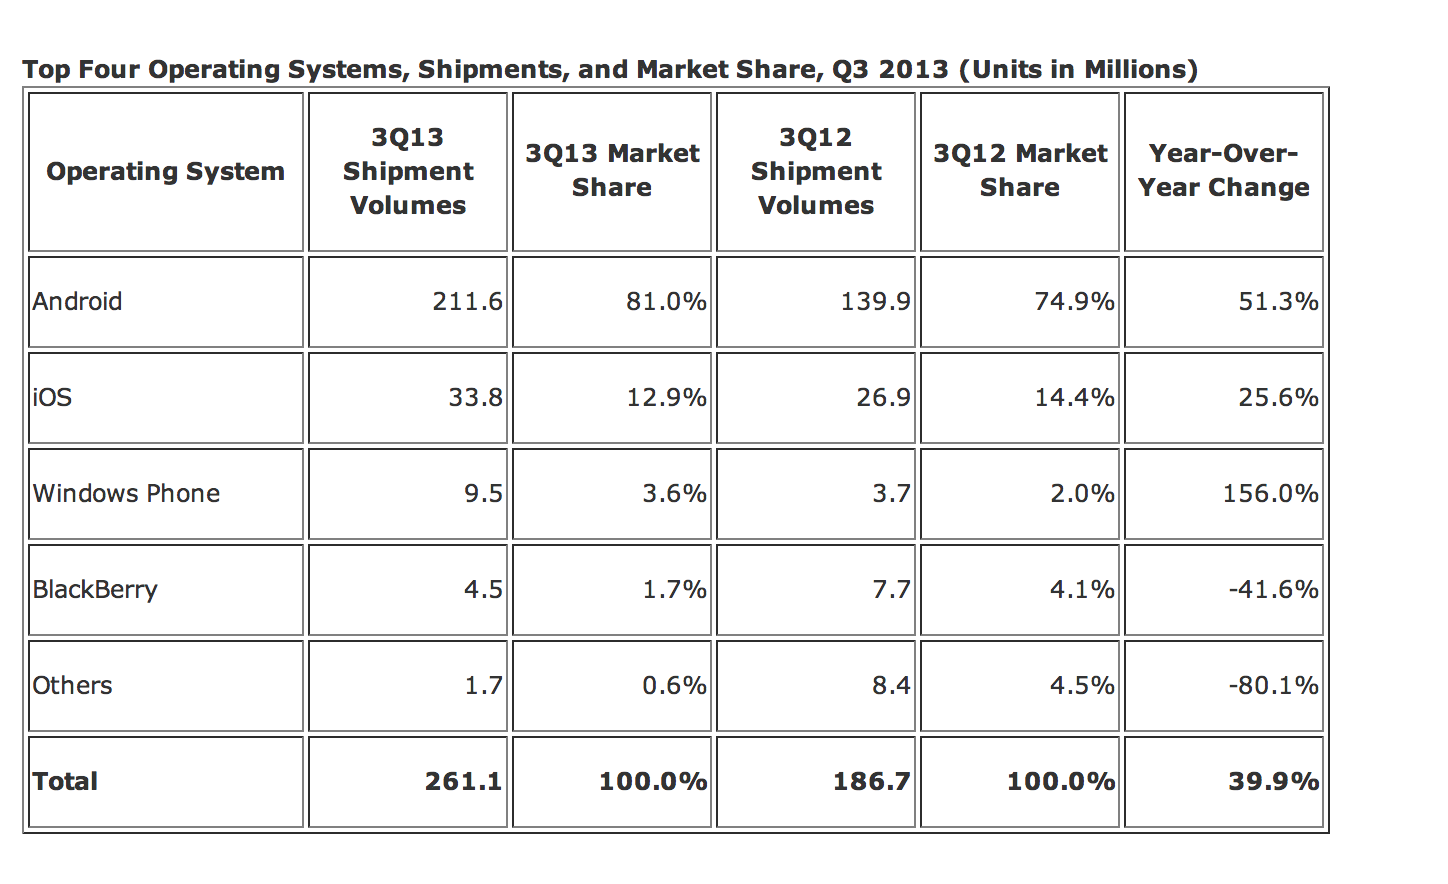 Top Four Operating Systems, Shipments, and Market Share, Q3 2013 (Units in Millions)
Operating System 3Q13 Shipment Volumes 3Q13 Market Share 3Q12 Shipment Volumes 3Q12 Market Share Year-Over-Year Change
Android 211.6 81.0% 139.9 74.9% 51.3%
iOS 33.8 12.9% 26.9 14.4% 25.6%
Windows Phone 9.5 3.6% 3.7 2.0% 156.0%
BlackBerry 4.5 1.7% 7.7 4.1% -41.6%
Others 1.7 0.6% 8.4 4.5% -80.1%
Total 261.1 100.0% 186.7 100.0% 39.9%